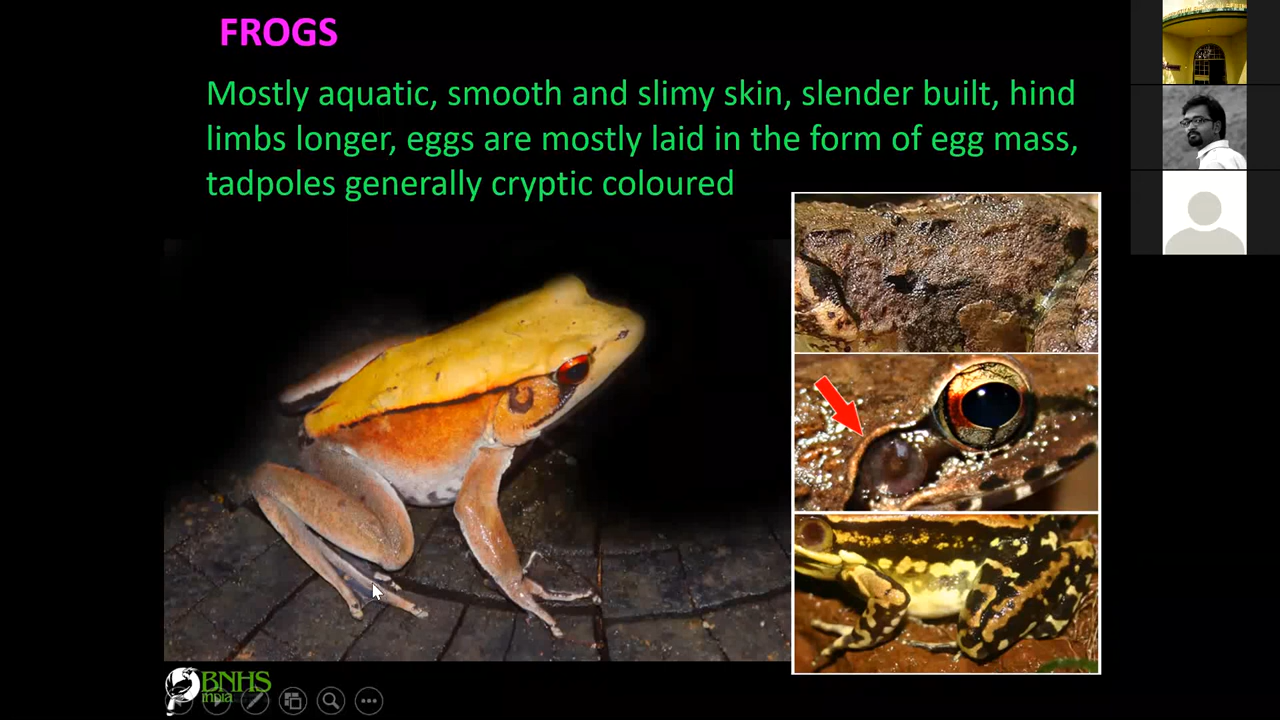 FROGS
Mostly aquatic, smooth and slimy skin, slender built, hind
limbs longer, eggs are mostly laid in the form of egg mass,
tadpoles generally cryptic coloured
BNHS
INDIA